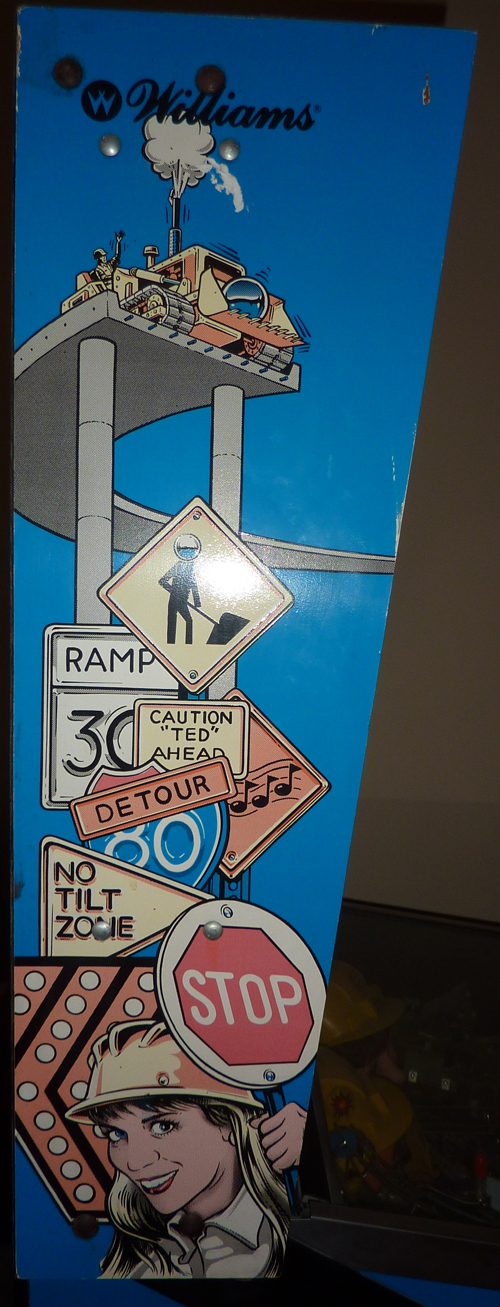 W Williams®
RAMP
30
CAUTION
"TED"
AHEAD
DETOUR
80
NO
TILT
ZONE
STOP